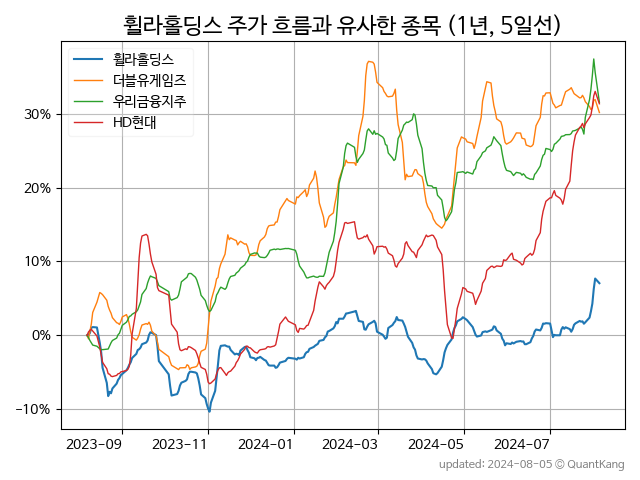 휠라홀딩스 주가 흐름과 유사한 종목 (1년, 5일선)
휠라홀딩스
더블유게임즈
우리금융지주
HD현대
30%
20%
10%
0%
−10%
2023-09 2023-11 2024-01 2024-03 2024-05 2024-07
updated: 2024-08-05 © QuantKang